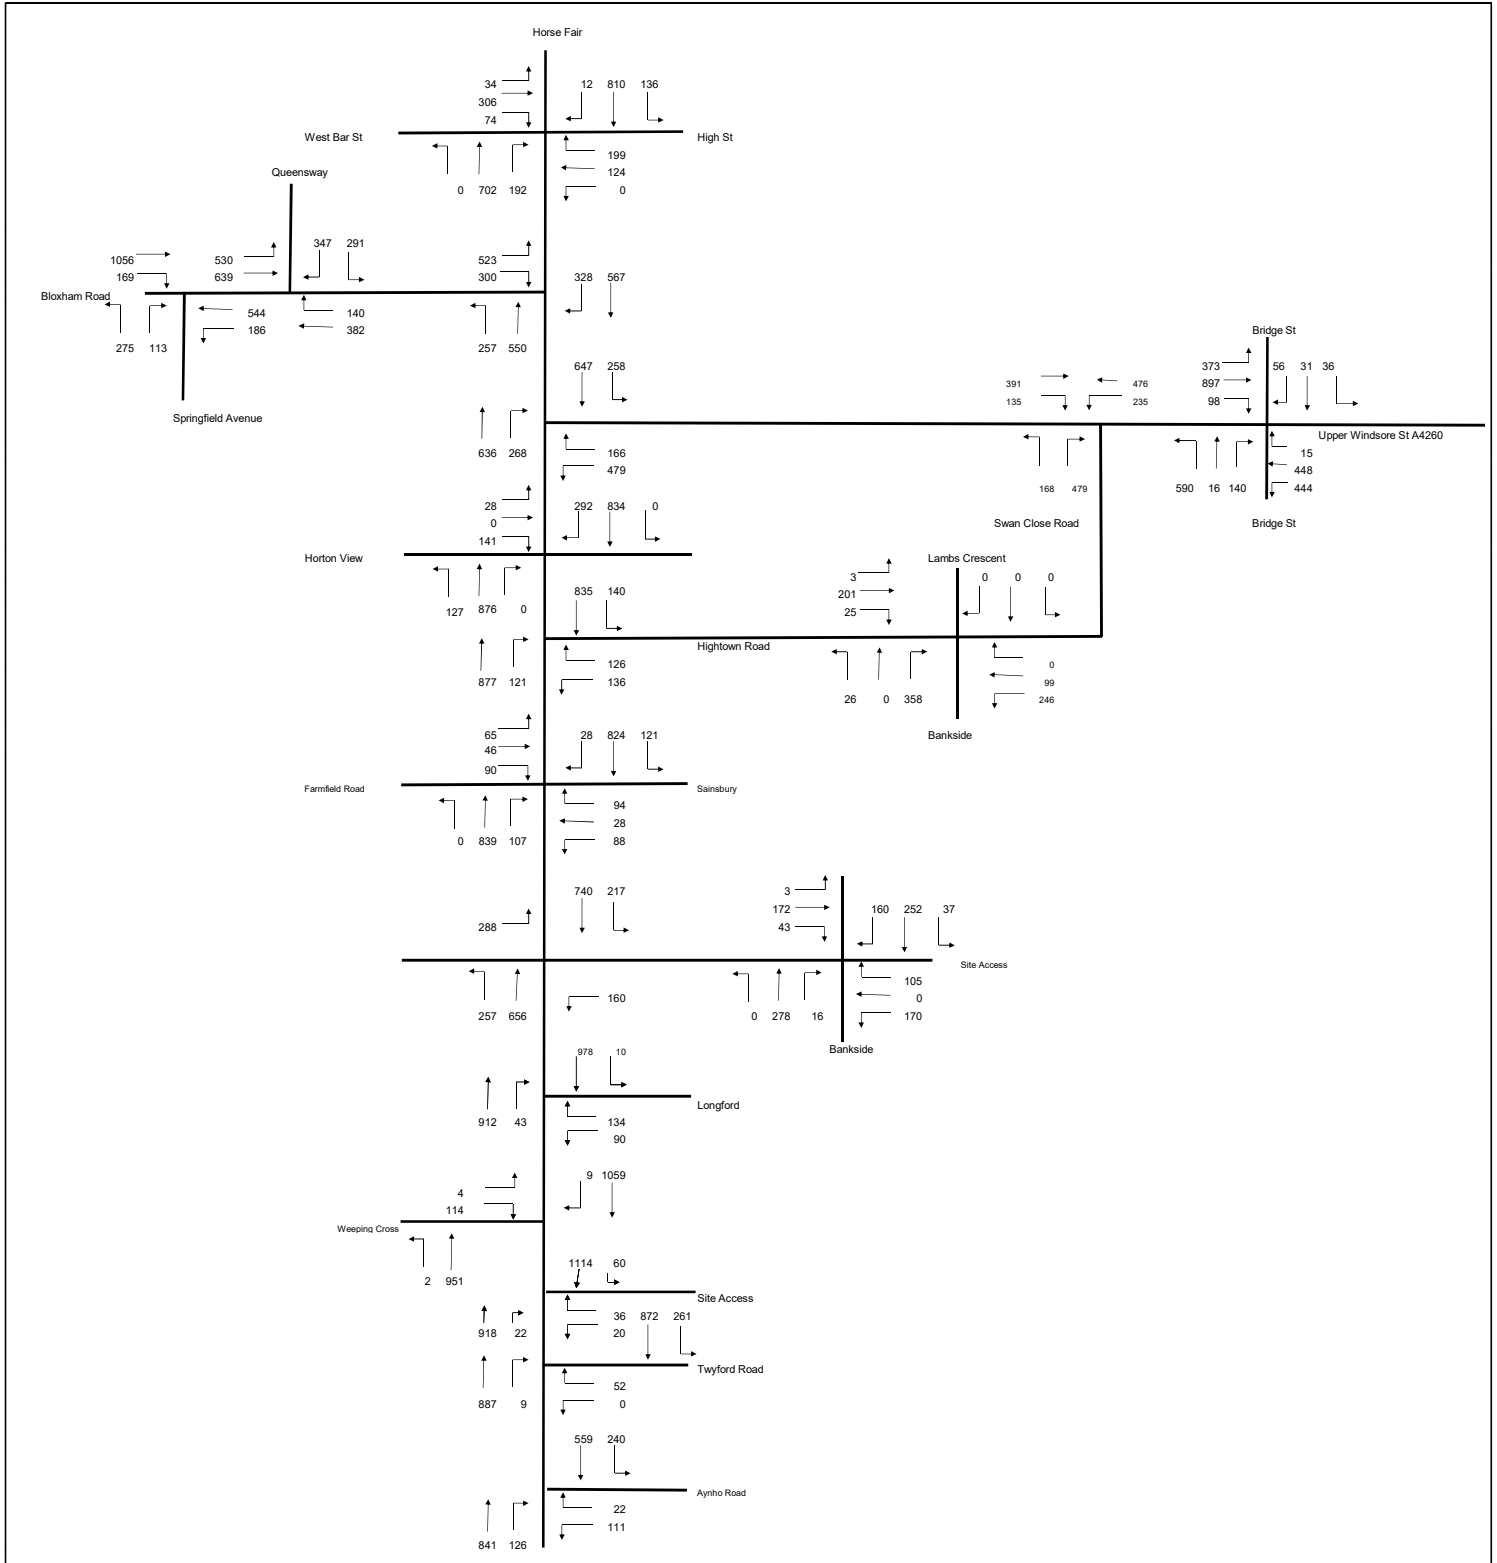 Horse Fair
34
12 810 136
306
74
West Bar St
High St
199
124
0 702 192
0
Queensway
347 291
1056
530
523
169
639
300
328 567
Bloxham Road
544
140
186
382
275 113
257 550
Bridge St
647 258
373
56 31 36
391
476
897
135
235
98
Springfield Avenue
Upper Windsore St A4260
636 268
166
15
479
448
168 479
590 16 140
444
28
292 834 0
0
Swan Close Road
Bridge St
141
Horton View
Lambs Crescent
3
0 0 0
835 140
201
127 876 0
25
Hightown Road
126
0
877 121
136
99
26 0 358
246
65
28 824 121
Bankside
46
90
Farmfield Road
Sainsbury
94
28
0 839 107
88
740 217
3
172
160 252 37
288
43
Site Access
105
160
0
257 656
0 278 16
170
Bankside
978 10
Longford
912 43
134
90
9 1059
4
114
Weeping Cross
1114 60
2 951
Site Access
36 872 261
918 22
20
Twyford Road
52
887 9
0
559 240
Aynho Road
22
111
841 126